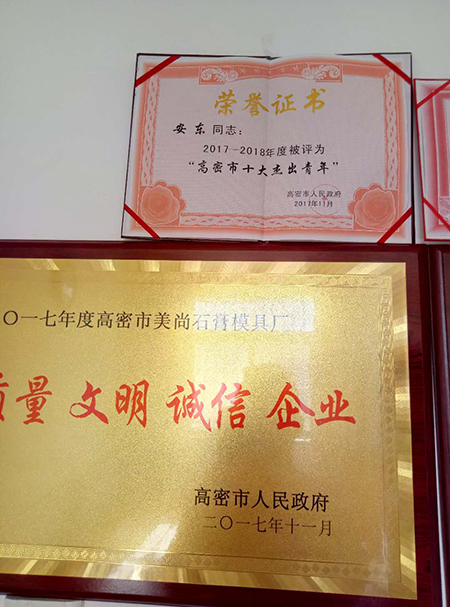 荣誉证书
安东同志：
2017-2018年度被评为
“高密市十大杰出青年”
高密市人民政府
2017年11月
〇一七年度高密市美尚石膏模具厂
质量 文明 诚信 企业
高密市人民政府
二〇一七年十一月